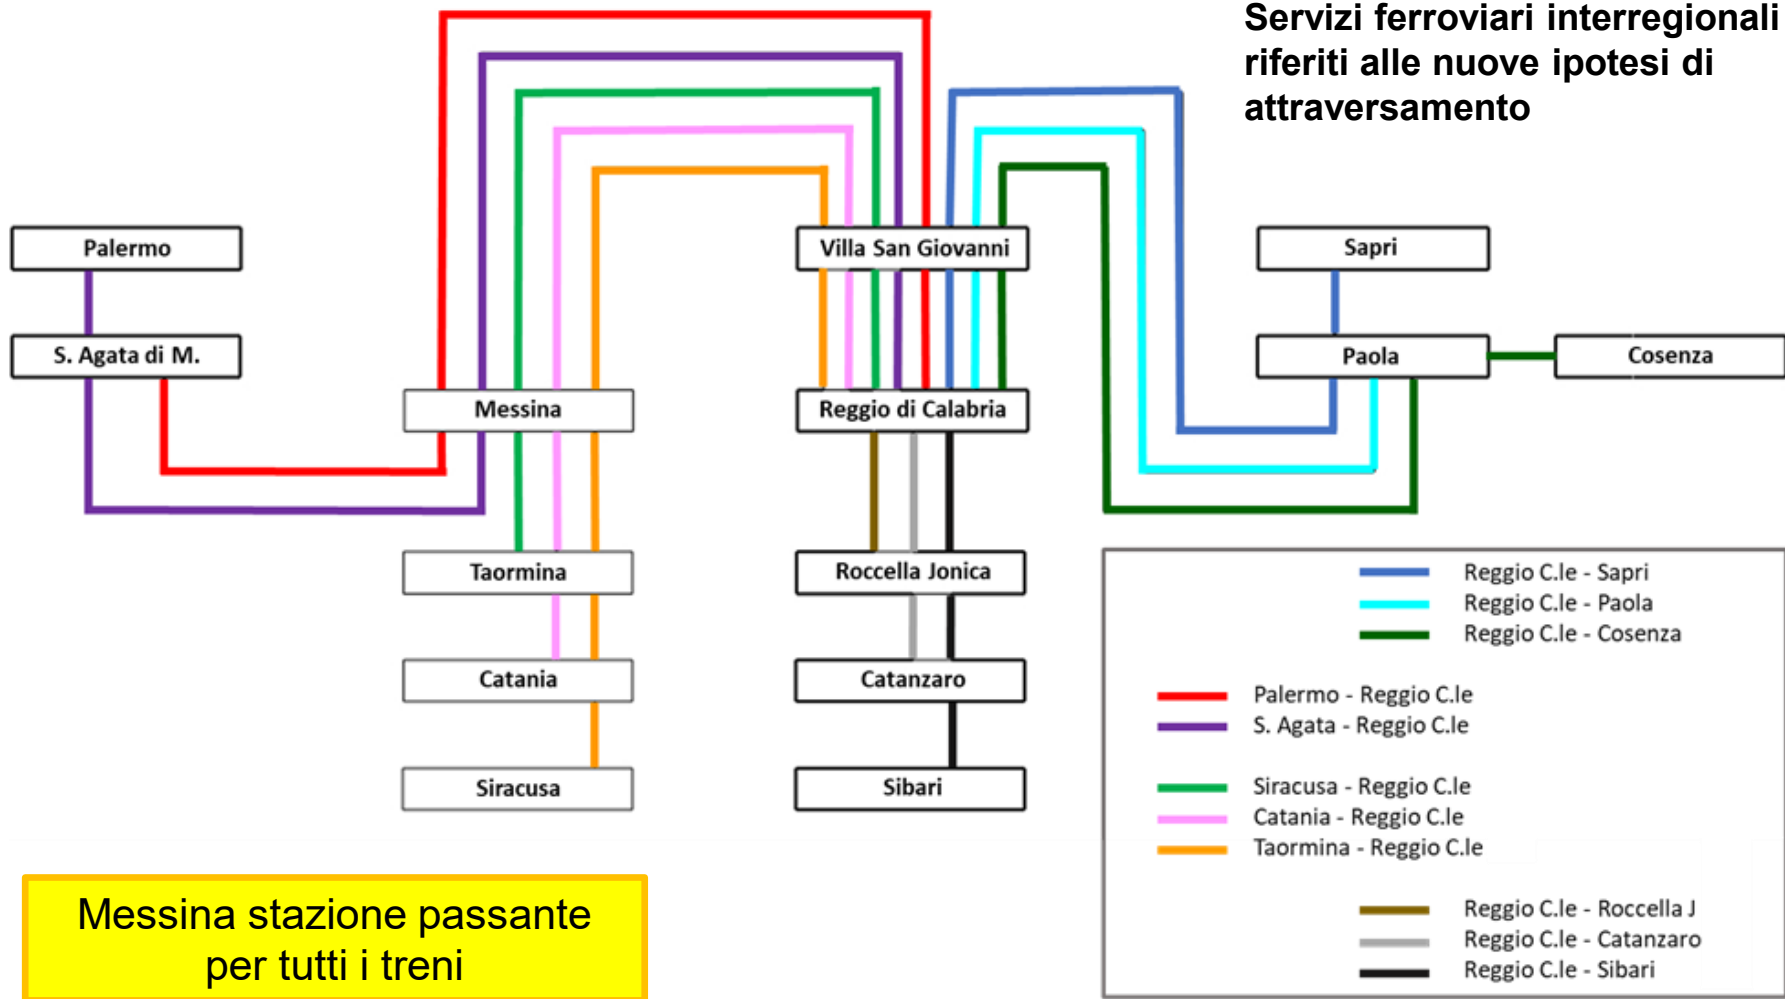 Servizi ferroviari interregionali
riferiti alle nuove ipotesi di
attraversamento
Palermo
Villa San Giovanni
Sapri
S. Agata di M.
Paola
Cosenza
Messina
Reggio di Calabria
Taormina
Roccella Jonica
Catania
Catanzaro
Siracusa
Sibari
Reggio C.le - Sapri
Reggio C.le - Paola
Reggio C.le - Cosenza
Palermo - Reggio C.le
S. Agata - Reggio C.le
Siracusa - Reggio C.le
Catania - Reggio C.le
Taormina - Reggio C.le
Reggio C.le - Roccella J
Reggio C.le - Catanzaro
Reggio C.le - Sibari
Messina stazione passante
per tutti i treni